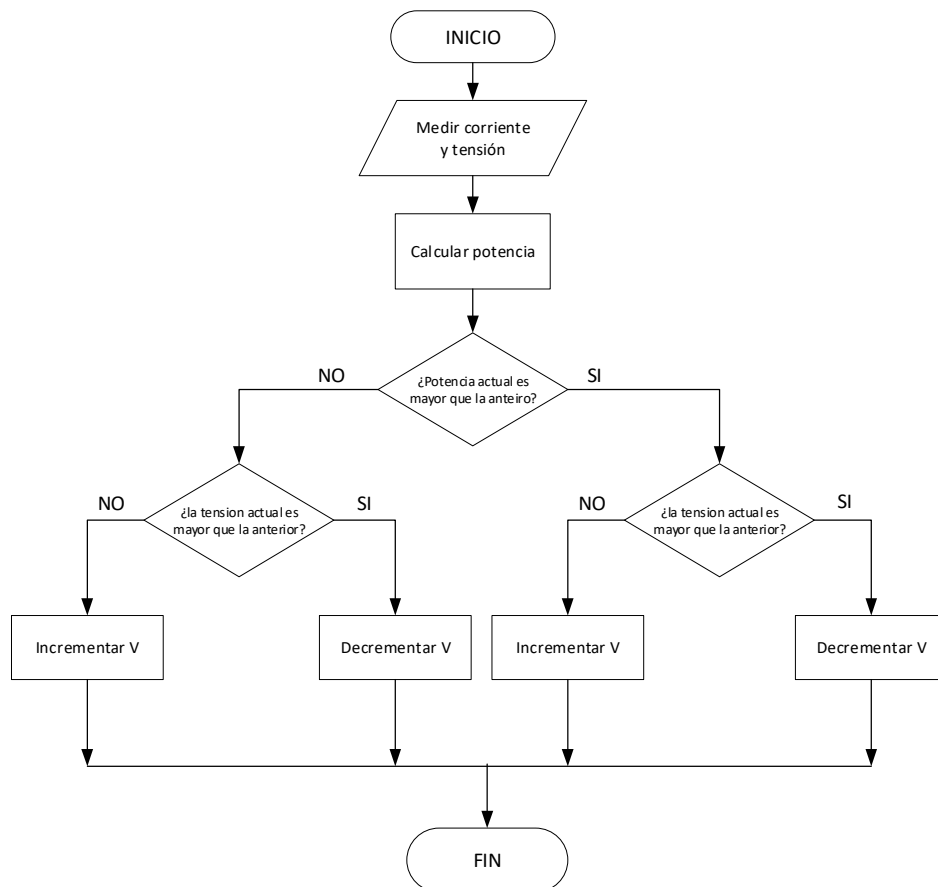 INICIO
Medir corriente
y tensión
Calcular potencia
¿Potencia actual es
mayor que la anteiro?
NO
SI
¿la tension actual es
mayor que la anterior?
NO
SI
¿la tension actual es
mayor que la anterior?
NO
SI
Incrementar V
Decrementar V
Incrementar V
Decrementar V
FIN